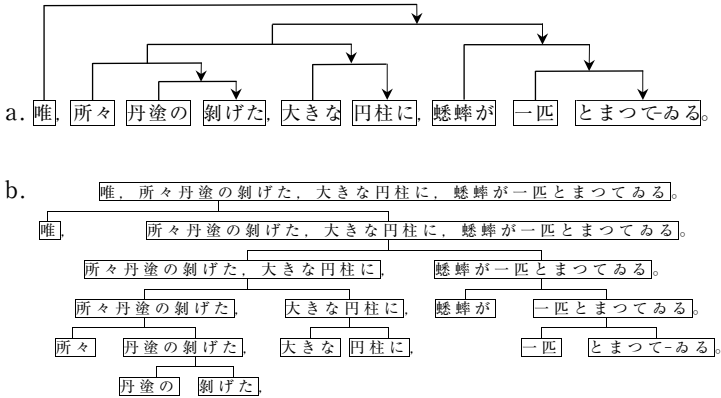 a. 唯, 所々 丹塗の 剝げた, 大きな 円柱に, 蟋蟀が 一匹 とまつて-ゐる。
b. 唯, 所々丹塗の剝げた, 大きな円柱に, 蟋蟀が一匹とまつてゐる。
唯, 所々丹塗の剝げた, 大きな円柱に, 蟋蟀が一匹とまつてゐる。
所々丹塗の剝げた, 大きな円柱に, 蟋蟀が一匹とまつてゐる。
所々丹塗の剝げた, 大きな円柱に, 蟋蟀が 一匹とまつてゐる。
所々 丹塗の剝げた, 大きな 円柱に, 一匹 とまつて-ゐる。
丹塗の 剝げた,